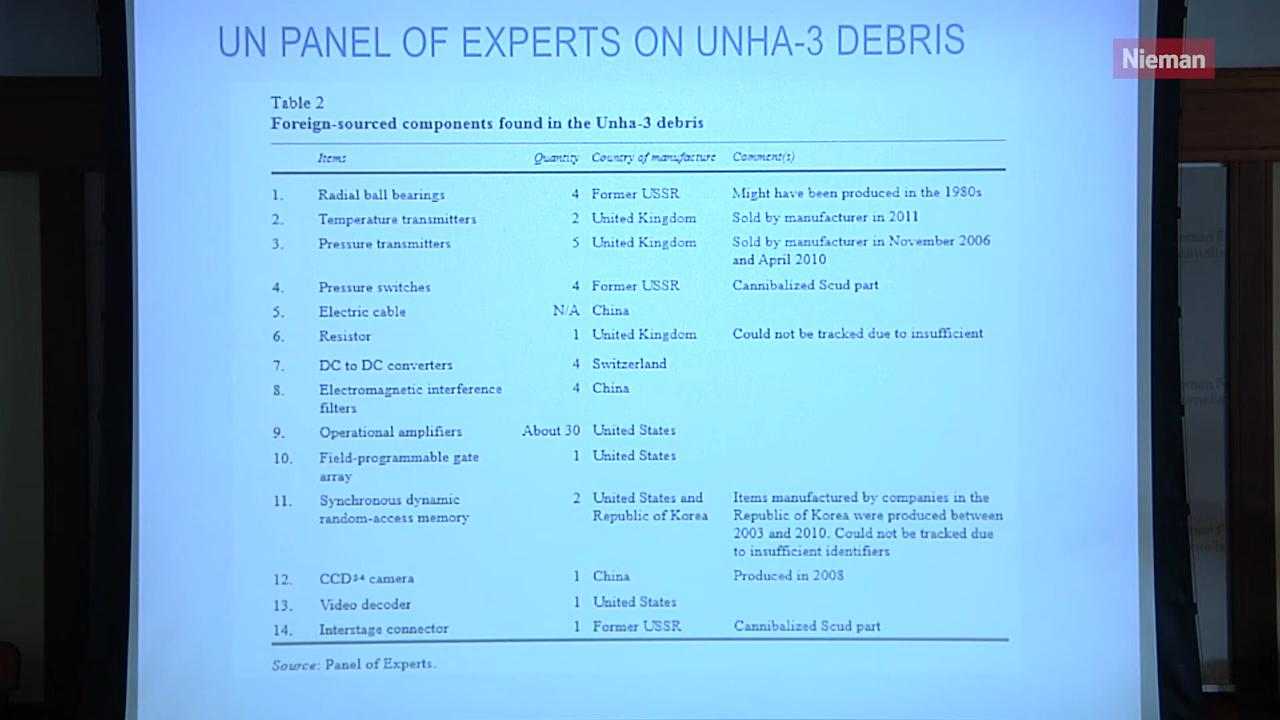 UN PANEL OF EXPERTS ON UNHA-3 DEBRIS
Nieman
Table 2
Foreign-sourced components found in the Unha-3 debris
Items Quantity Country of manufacture Comment(s)
1. Radial ball bearings 4 Former USSR Might have been produced in the 1980s
2. Temperature transmitters 2 United Kingdom Sold by manufacturer in 2011
3. Pressure transmitters 5 United Kingdom Sold by manufacturer in November 2006
and April 2010
4. Pressure switches 4 Former USSR Cannibalized Scud part
5. Electric cable N/A China
6. Resistor 1 United Kingdom Could not be tracked due to insufficient
7. DC to DC converters 4 Switzerland
8. Electromagnetic interference 4 China
filters
9. Operational amplifiers About 30 United States
10. Field-programmable gate 1 United States
array
11. Synchronous dynamic 2 United States and Items manufactured by companies in the
random-access memory Republic of Korea Republic of Korea were produced between
2003 and 2010. Could not be tracked due
to insufficient identifiers
12. CCD³⁴ camera 1 China Produced in 2008
13. Video decoder 1 United States
14. Interstage connector 1 Former USSR Cannibalized Scud part
Source: Panel of Experts.